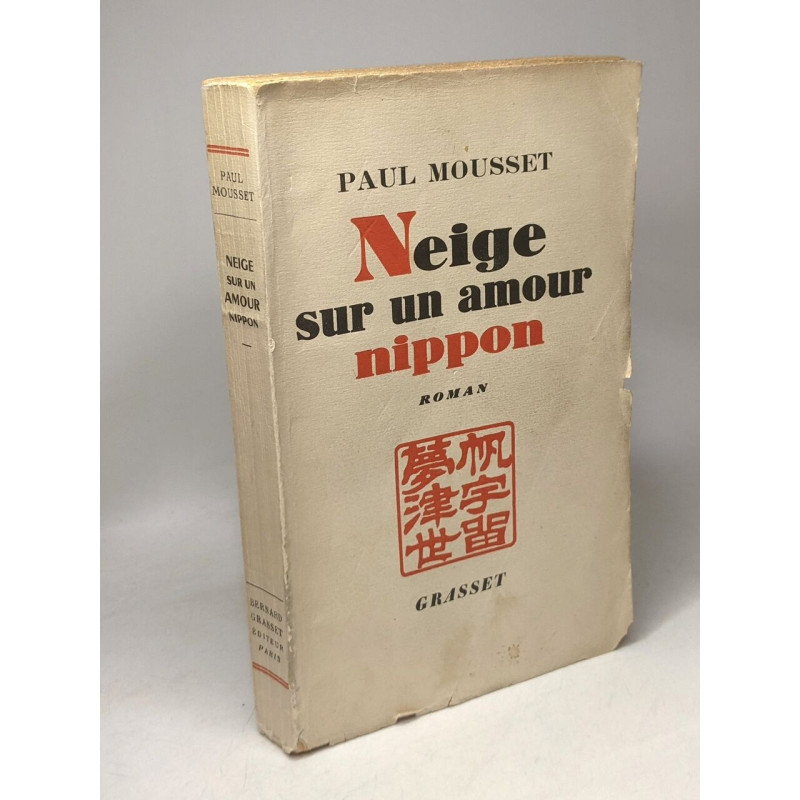 PAUL
MOUSSET
NEIGE
SUR UN
AMOUR
NIPPON
BERNARD
GRASSET
ÉDITEUR
PARIS
PAUL MOUSSET
Neige
sur un amour
nippon
ROMAN
帆宇留
夢津世
GRASSET